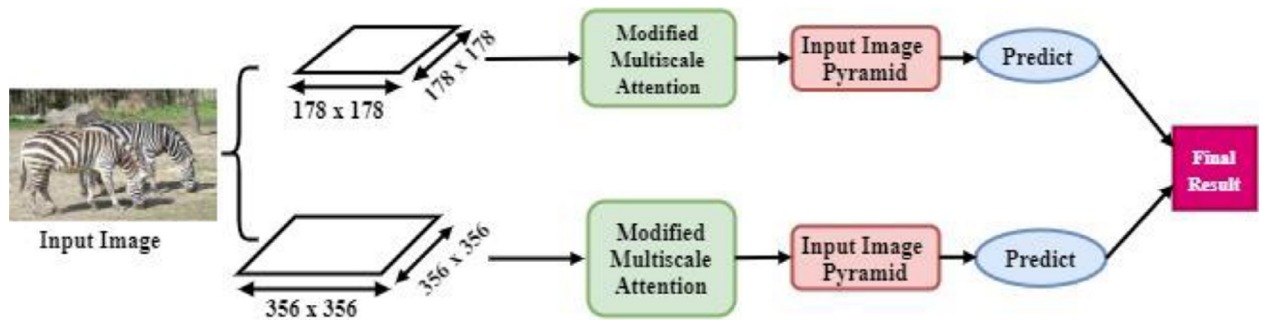 Input Image
178 x 178
178 x 178
Modified
Multiscale
Attention
Input Image
Pyramid
Predict
356 x 356
356 x 356
Modified
Multiscale
Attention
Input Image
Pyramid
Predict
Final
Result